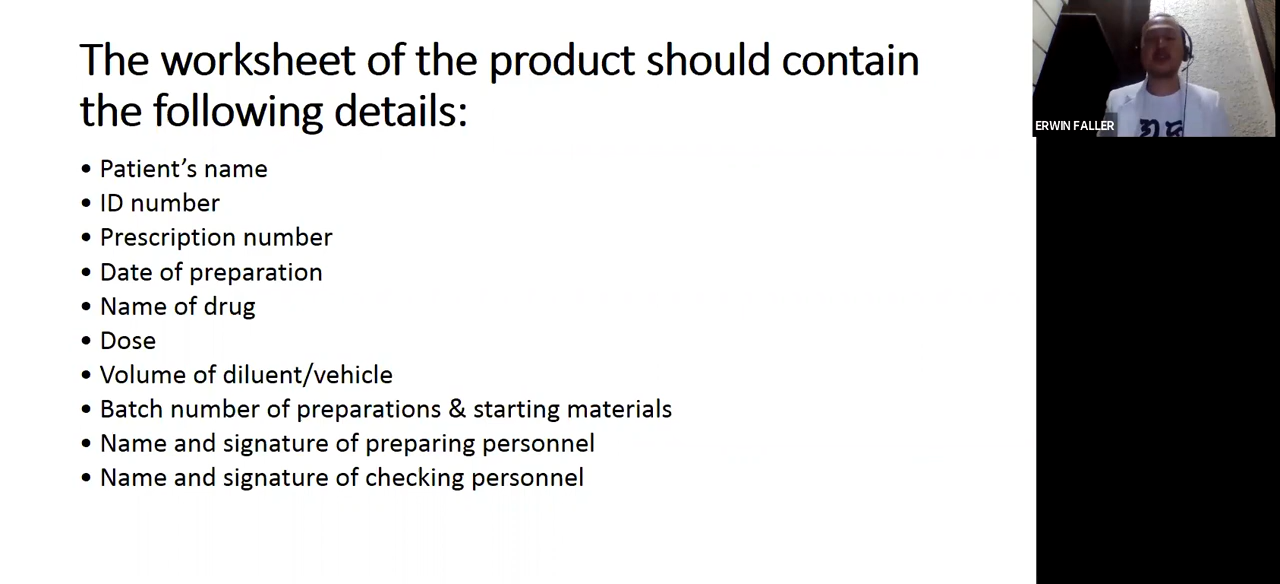 The worksheet of the product should contain
the following details:
• Patient’s name
• ID number
• Prescription number
• Date of preparation
• Name of drug
• Dose
• Volume of diluent/vehicle
• Batch number of preparations & starting materials
• Name and signature of preparing personnel
• Name and signature of checking personnel
ERWIN FALLER